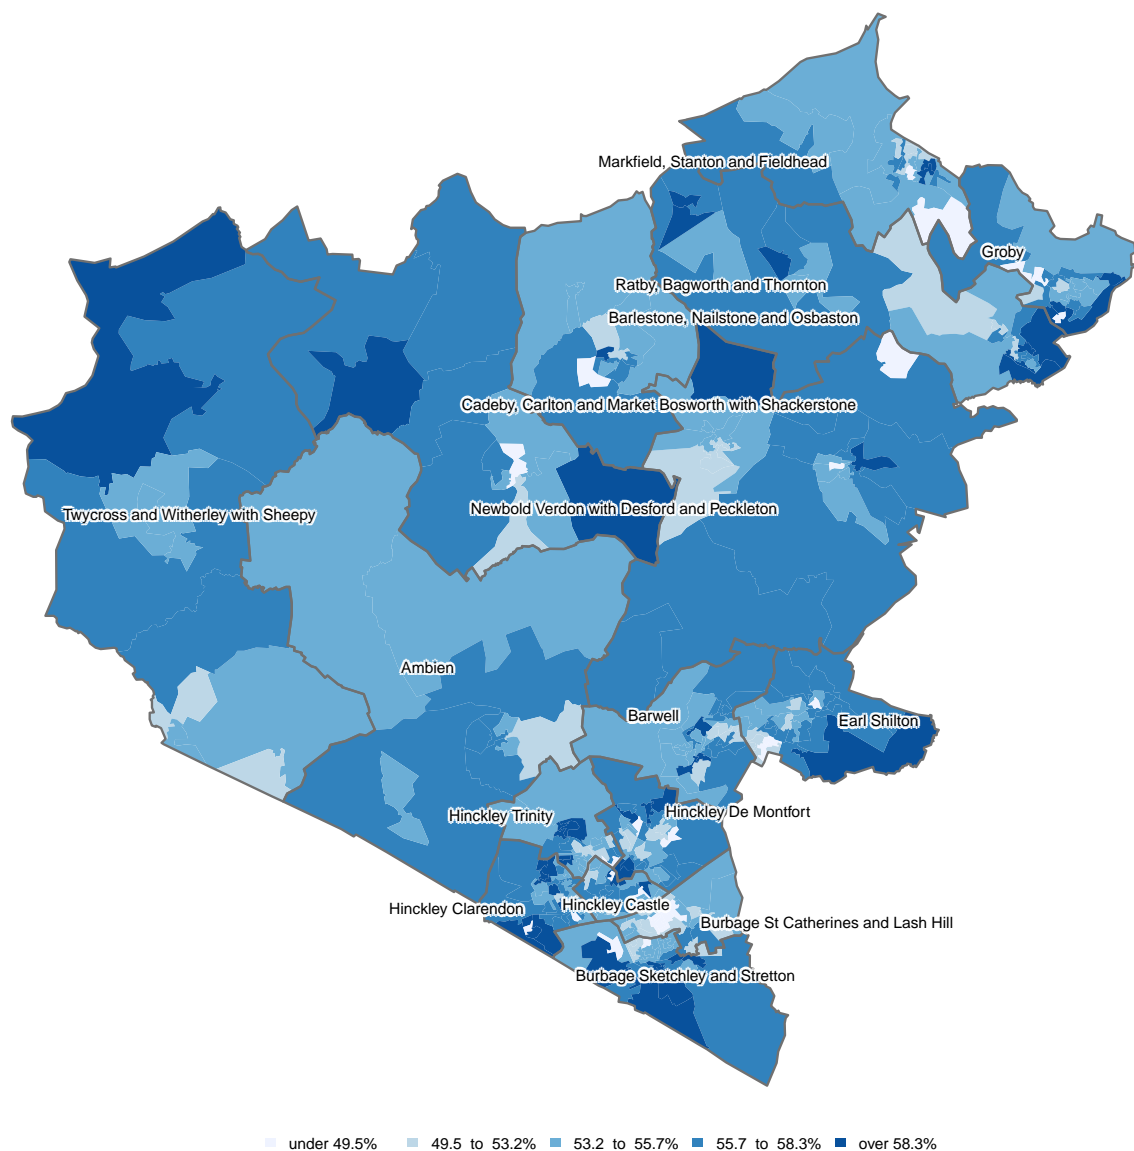 Markfield, Stanton and Fieldhead
Groby
Ratby, Bagworth and Thornton
Barlestone, Nailstone and Osbaston
Cadeby, Carlton and Market Bosworth with Shackerstone
Newbold Verdon with Desford and Peckleton
Twycross and Witherley with Sheepy
Ambien
Barwell
Earl Shilton
Hinckley De Montfort
Hinckley Trinity
Hinckley Castle
Hinckley Clarendon
Burbage St Catherines and Lash Hill
Burbage Sketchley and Stretton
under 49.5% 49.5 to 53.2% 53.2 to 55.7% 55.7 to 58.3% over 58.3%